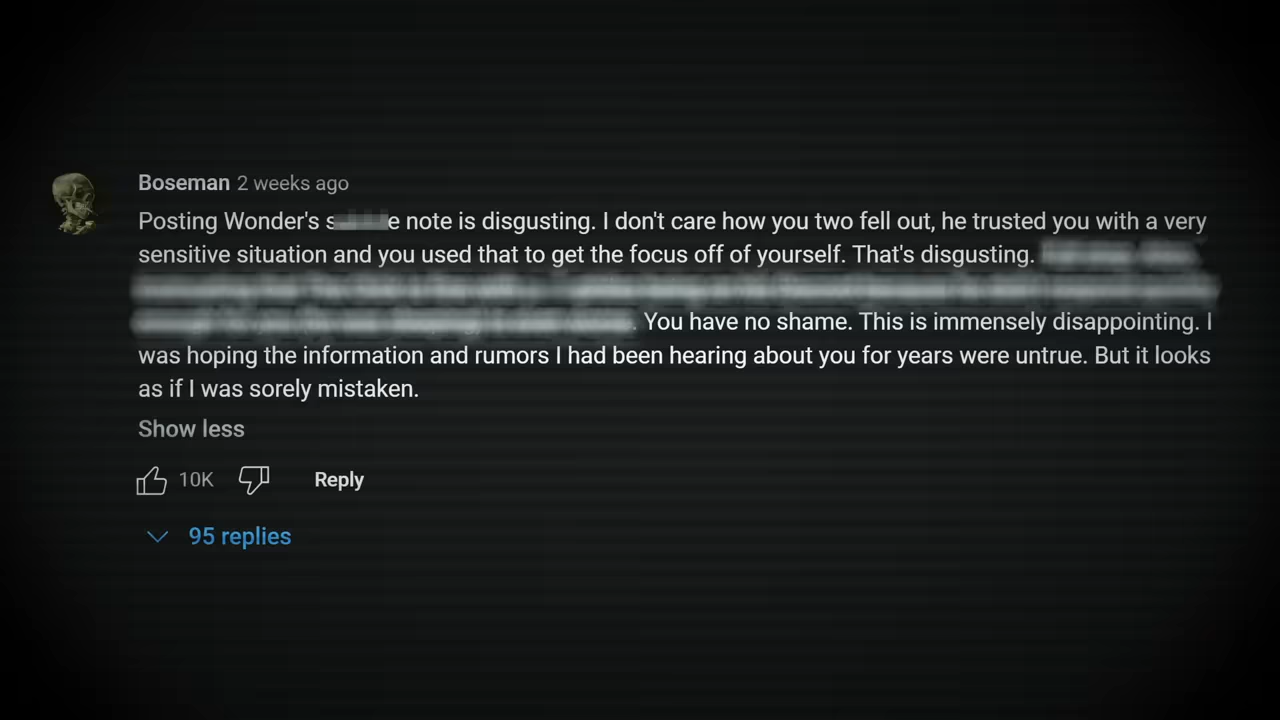 Boseman 2 weeks ago
Posting Wonder's note is disgusting. I don't care how you two fell out, he trusted you with a very
sensitive situation and you used that to get the focus off of yourself. That's disgusting.
You have no shame. This is immensely disappointing. I
was hoping the information and rumors I had been hearing about you for years were untrue. But it looks
as if I was sorely mistaken.
Show less
10K Reply
95 replies